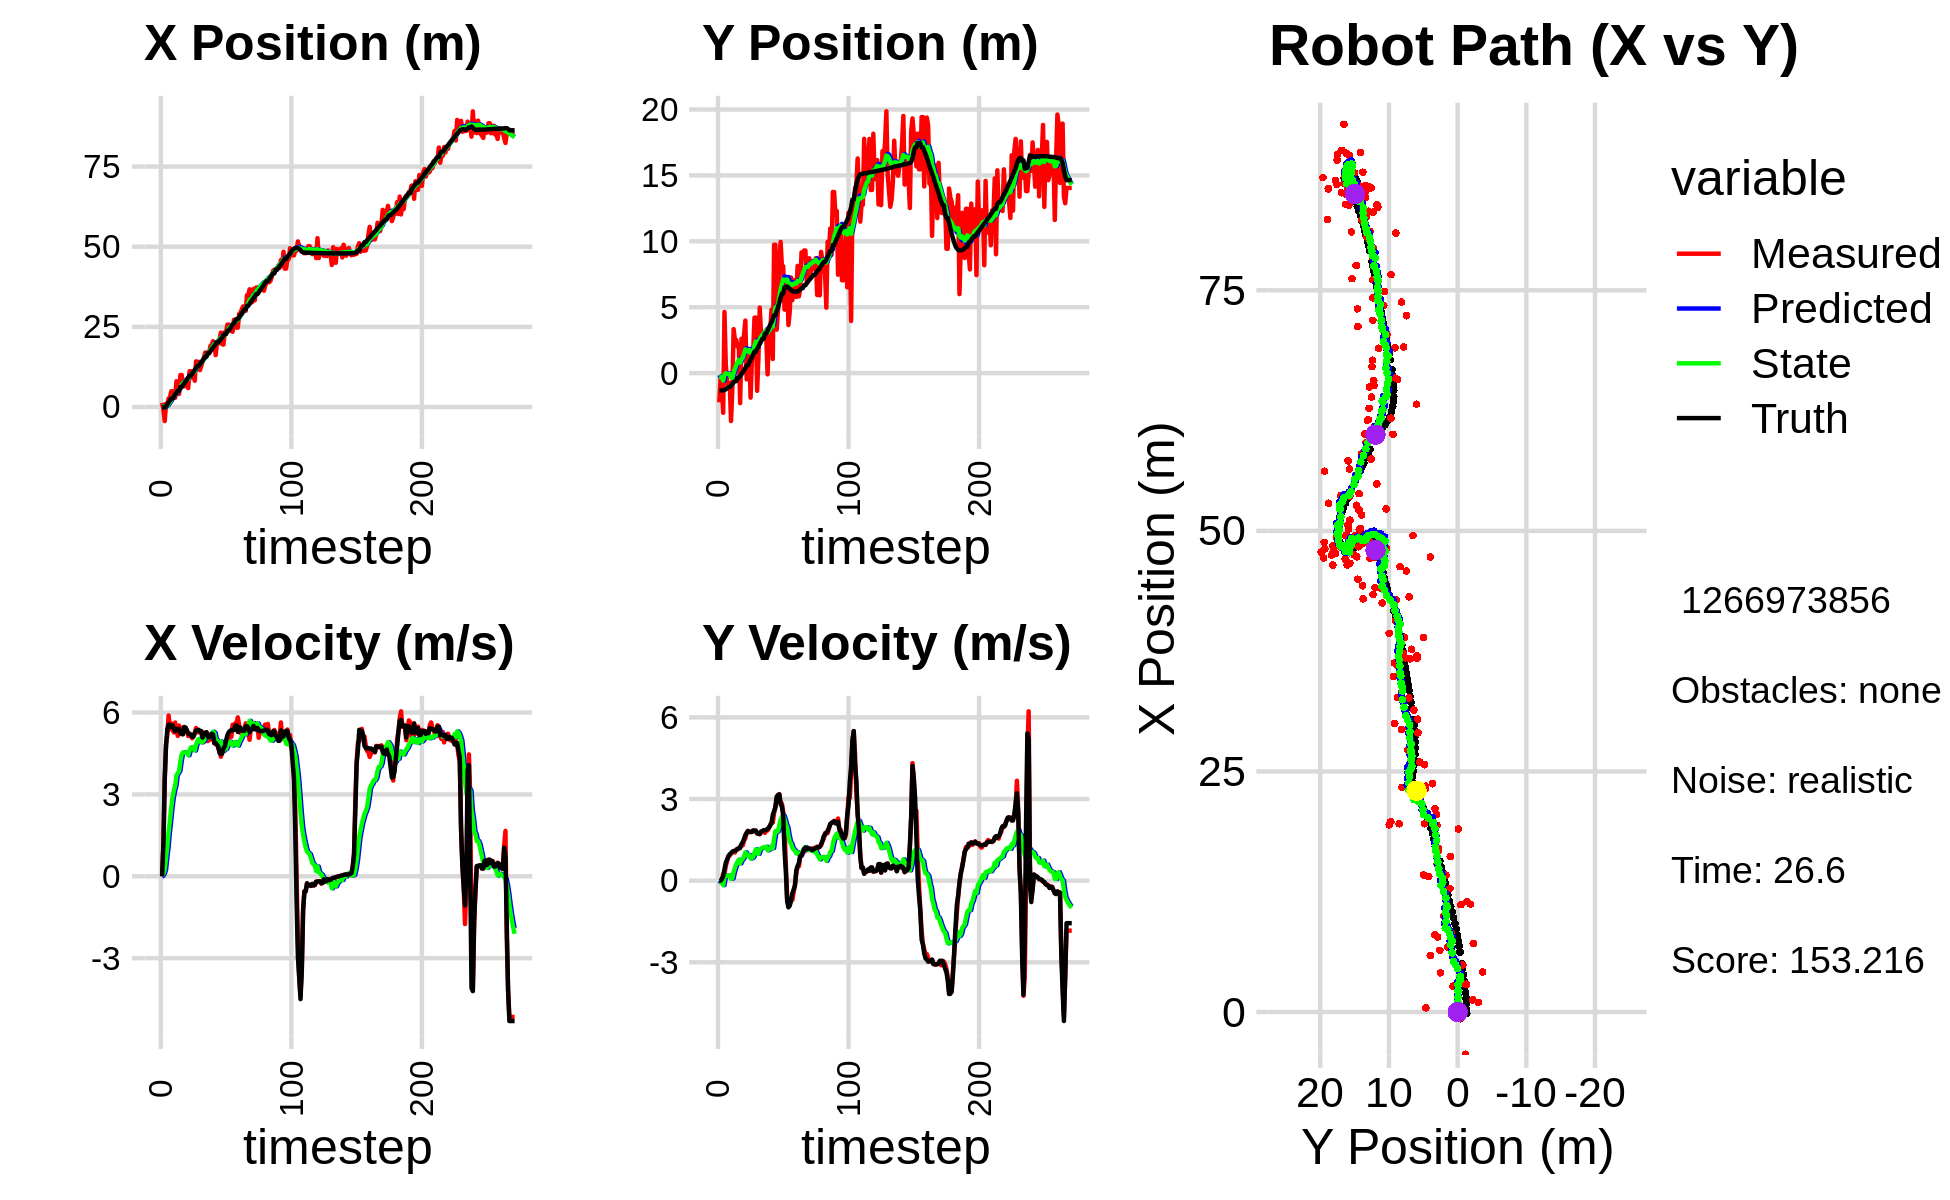 X Position (m)
75
50
25
0
0
100
200
timestep
Y Position (m)
20
15
10
5
0
0
100
200
timestep
X Velocity (m/s)
6
3
0
-3
0
100
200
timestep
Y Velocity (m/s)
6
3
0
-3
0
100
200
timestep
Robot Path (X vs Y)
X Position (m)
75
50
25
0
20 10 0 -10 -20
Y Position (m)
variable
Measured
Predicted
State
Truth
1266973856
Obstacles: none
Noise: realistic
Time: 26.6
Score: 153.216